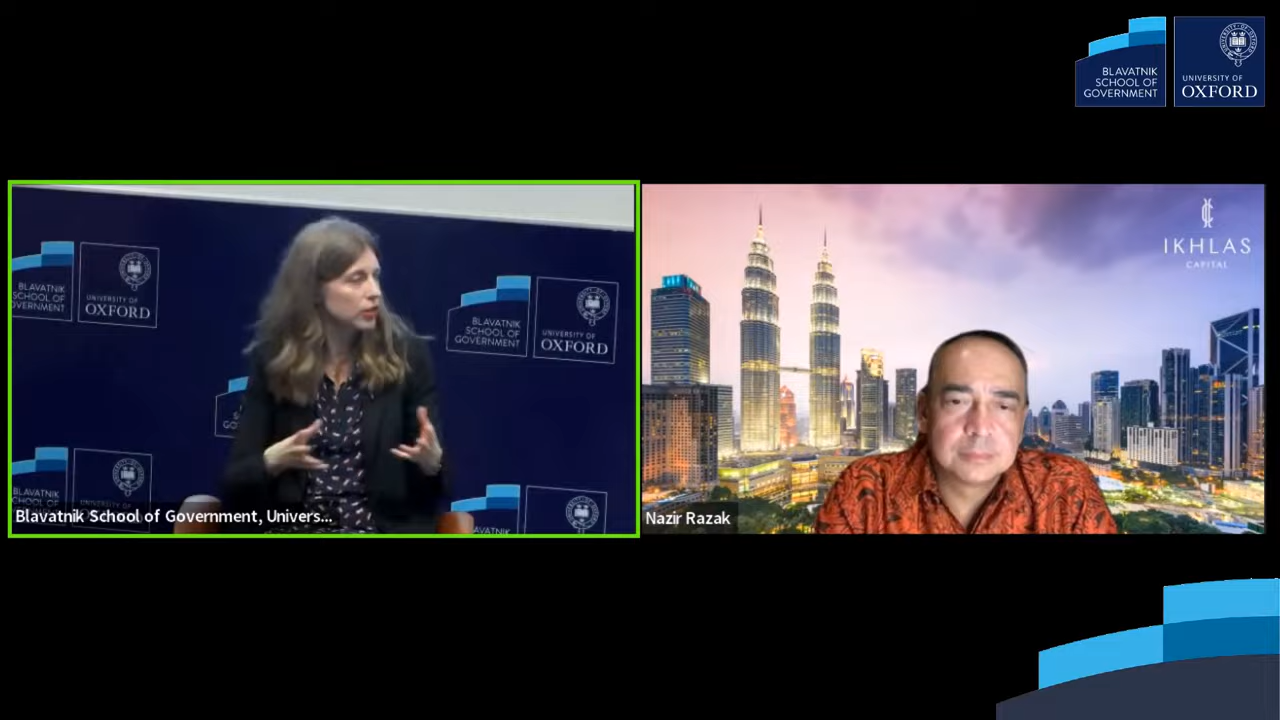 BLAVATNIK
SCHOOL OF
GOVERNMENT
UNIVERSITY OF
OXFORD
BLAVATNIK
SCHOOL OF
GOVERNMENT
UNIVERSITY OF
OXFORD
BLAVATNIK
SCHOOL OF
GOVERNMENT
UNIVERSITY OF
OXFORD
BLAVATNIK
Blavatnik School of Government, Univers...
IKHLAS
CAPITAL
Nazir Razak